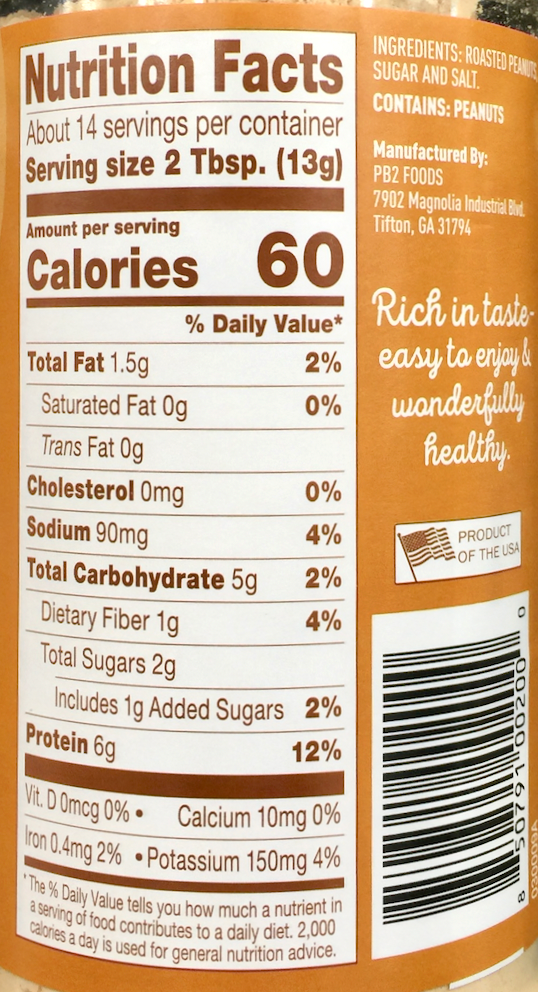 Nutrition Facts
About 14 servings per container
Serving size 2 Tbsp. (13g)
Amount per serving
Calories 60
% Daily Value*
Total Fat 1.5g 2%
Saturated Fat 0g 0%
Trans Fat 0g
Cholesterol 0mg 0%
Sodium 90mg 4%
Total Carbohydrate 5g 2%
Dietary Fiber 1g 4%
Total Sugars 2g
Includes 1g Added Sugars 2%
Protein 6g 12%
Vit. D 0mcg 0% • Calcium 10mg 0%
Iron 0.4mg 2% • Potassium 150mg 4%
* The % Daily Value tells you how much a nutrient in
a serving of food contributes to a daily diet. 2,000
calories a day is used for general nutrition advice.
INGREDIENTS: ROASTED PEANUTS,
SUGAR AND SALT.
CONTAINS: PEANUTS
Manufactured By:
PB2 FOODS
7902 Magnolia Industrial Blvd.
Tifton, GA 31794
Rich in taste-
easy to enjoy &
wonderfully
healthy.
PRODUCT
OF THE USA
8 50791 00200 0